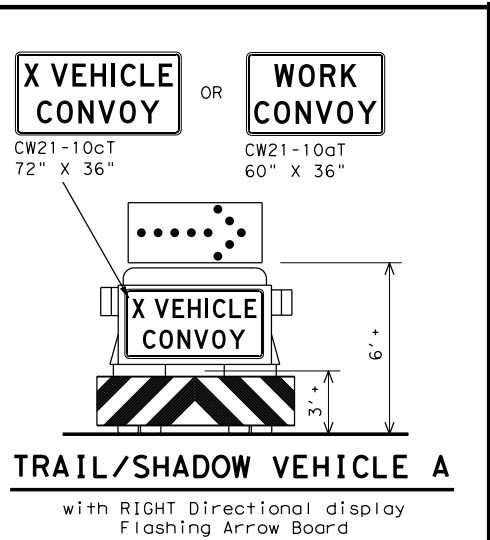 X VEHICLE
CONVOY
OR
WORK
CONVOY
CW21-10cT
72" X 36"
CW21-10aT
60" X 36"
X VEHICLE
CONVOY
6'+
3'+
TRAIL/SHADOW VEHICLE A
with RIGHT Directional display
Flashing Arrow Board